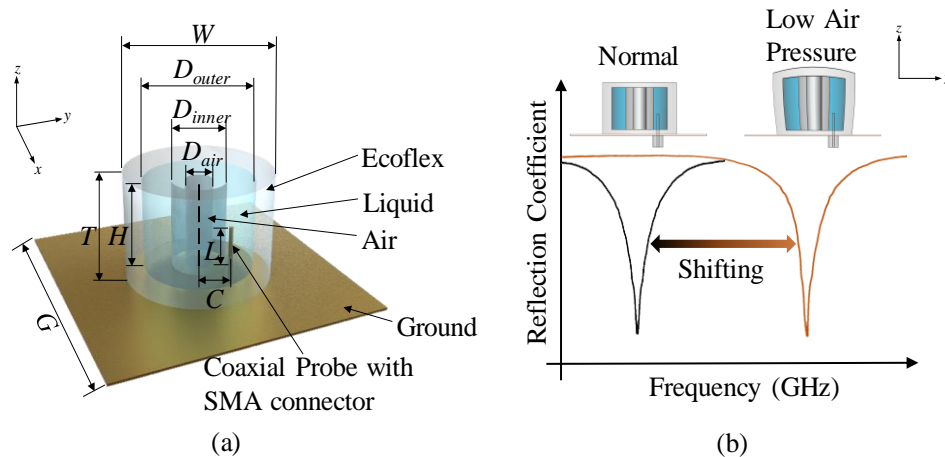 W
D_outer
D_inner
D_air
z
y
x
Ecoflex
Liquid
Air
T
H
L
C
G
Ground
Coaxial Probe with
SMA connector
(a)
Low Air
Pressure
Normal
z
Reflection Coefficient
Shifting
Frequency (GHz)
(b)